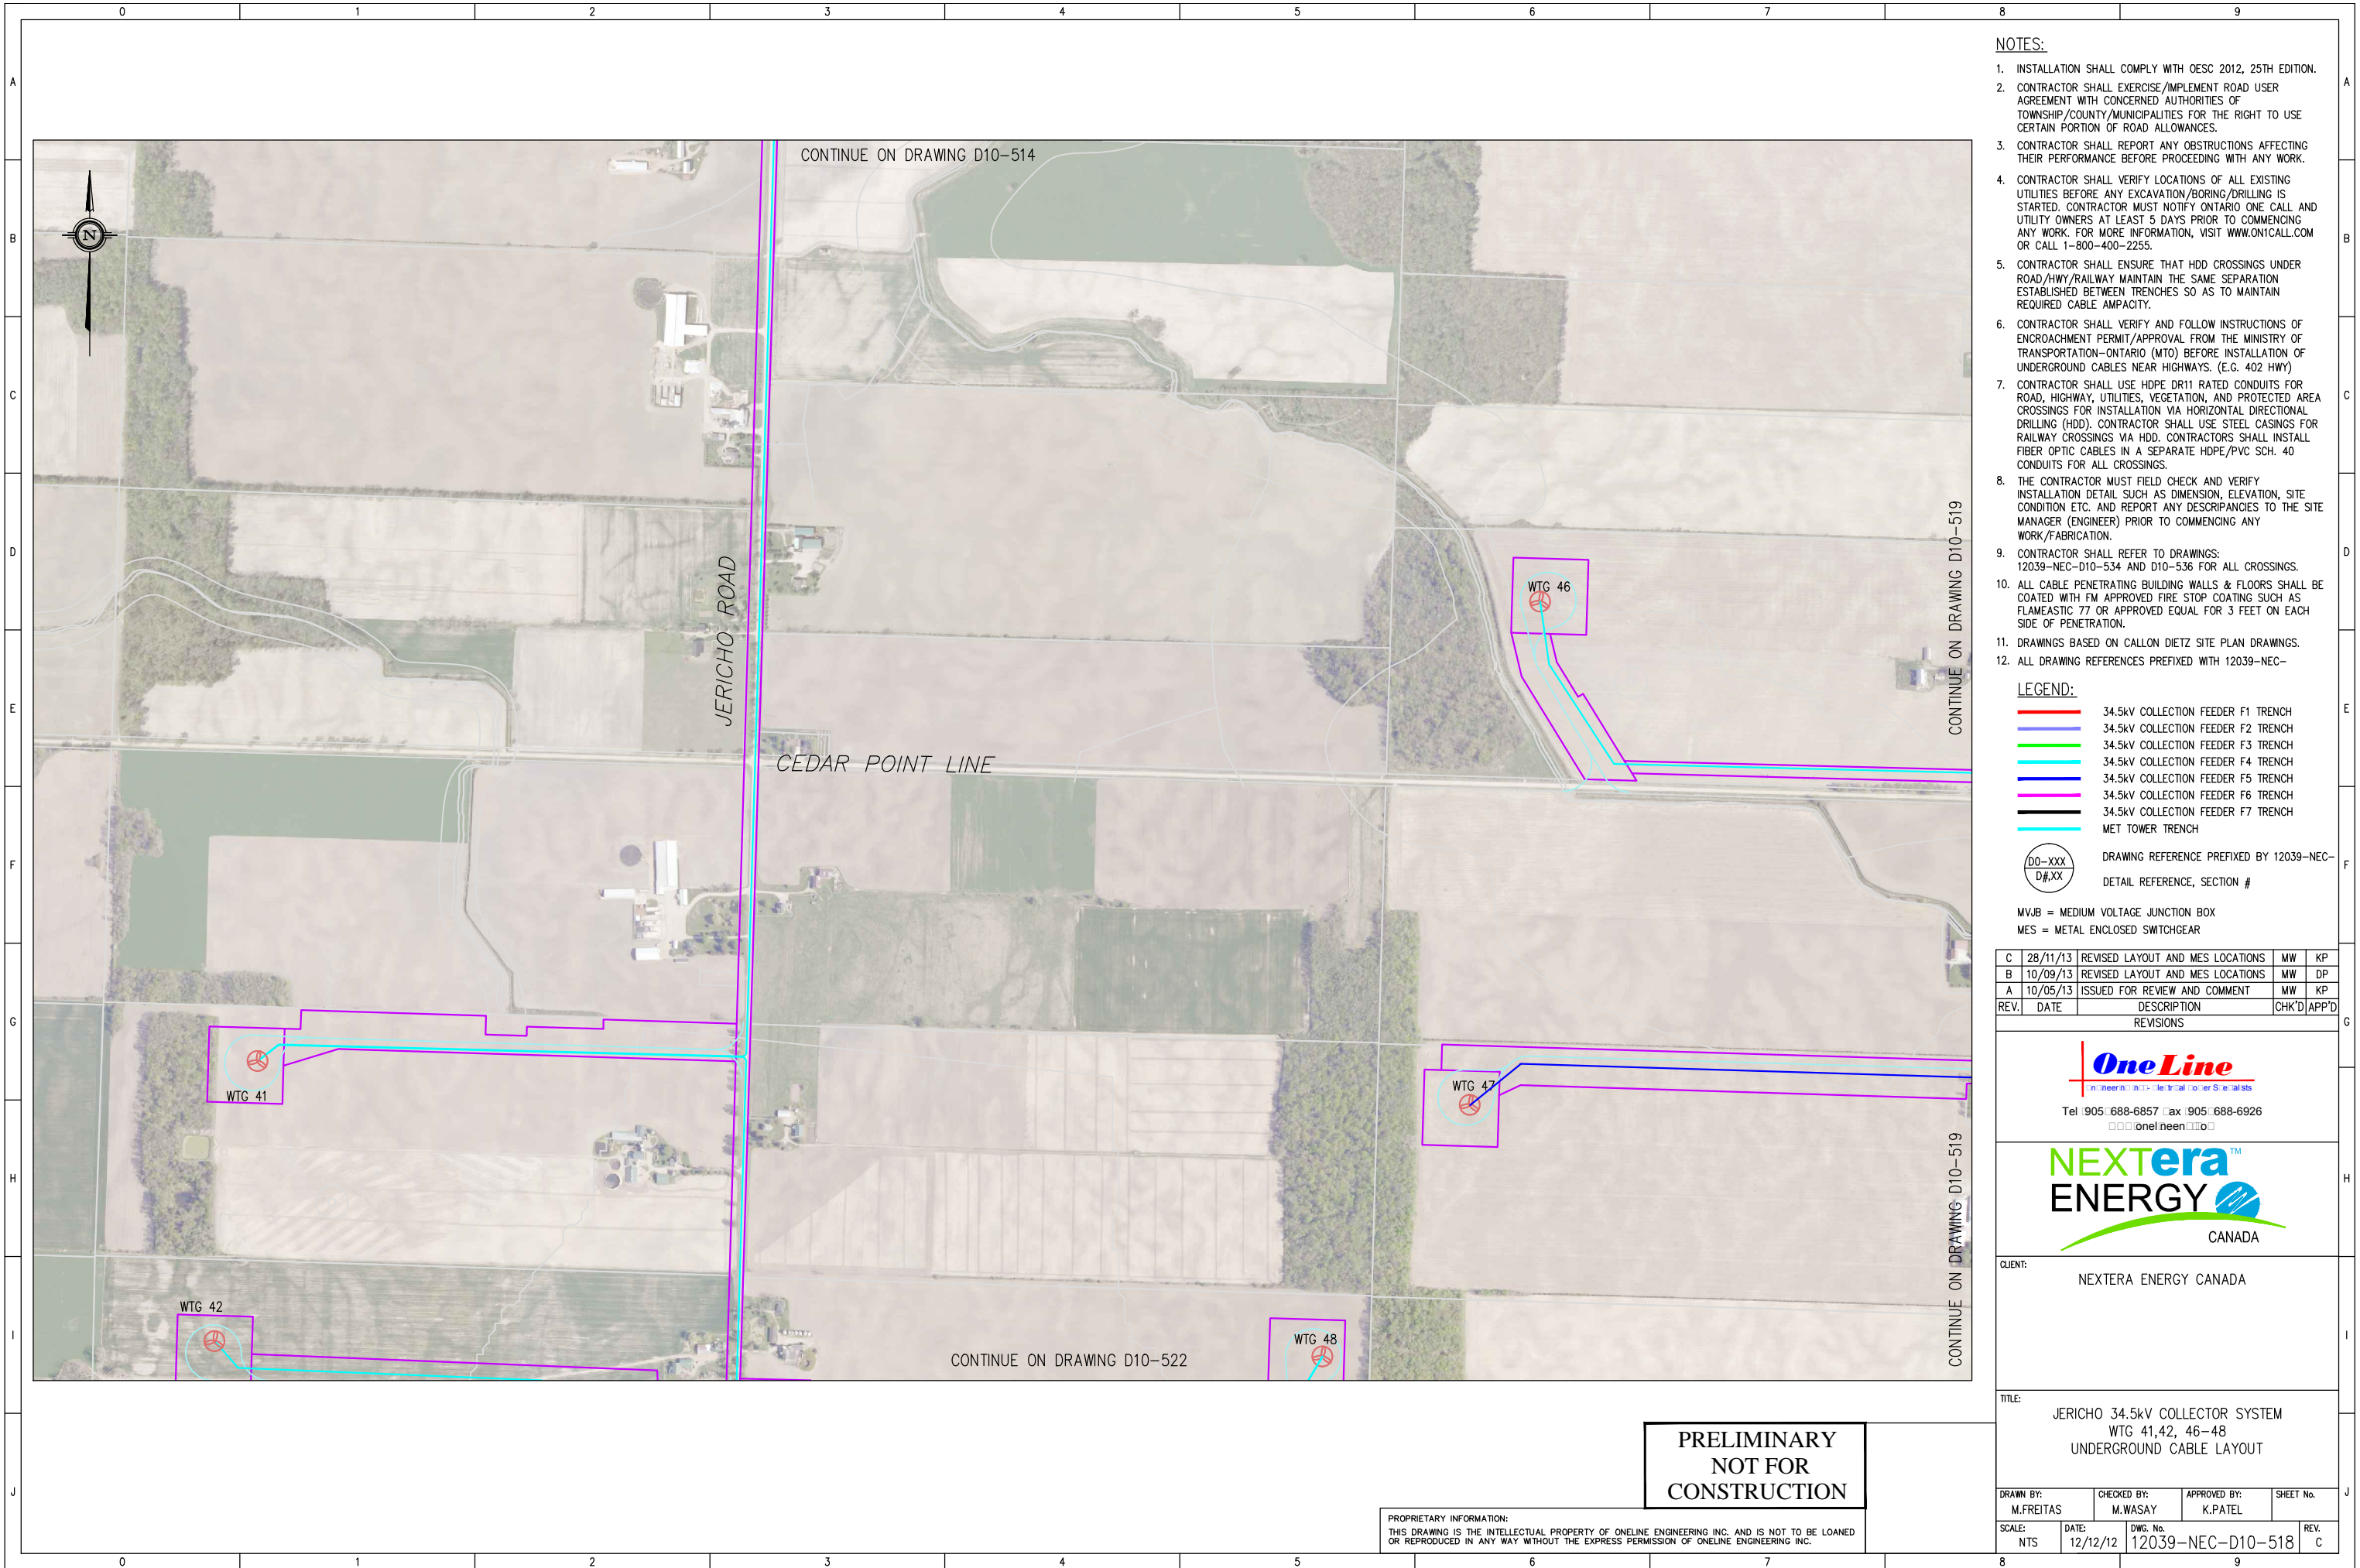 0 1 2 3 4 5 6 7 8 9
A
B
C
D
E
F
G
H
I
J
CONTINUE ON DRAWING D10-514
N
JERICHO ROAD
CEDAR POINT LINE
WTG 46
WTG 41
WTG 47
WTG 42
WTG 48
CONTINUE ON DRAWING D10-522
CONTINUE ON DRAWING D10-519
CONTINUE ON DRAWING D10-519
NOTES:
1. INSTALLATION SHALL COMPLY WITH OESC 2012, 25TH EDITION.
2. CONTRACTOR SHALL EXERCISE/IMPLEMENT ROAD USER
AGREEMENT WITH CONCERNED AUTHORITIES OF
TOWNSHIP/COUNTY/MUNICIPALITIES FOR THE RIGHT TO USE
CERTAIN PORTION OF ROAD ALLOWANCES.
3. CONTRACTOR SHALL REPORT ANY OBSTRUCTIONS AFFECTING
THEIR PERFORMANCE BEFORE PROCEEDING WITH ANY WORK.
4. CONTRACTOR SHALL VERIFY LOCATIONS OF ALL EXISTING
UTILITIES BEFORE ANY EXCAVATION/BORING/DRILLING IS
STARTED. CONTRACTOR MUST NOTIFY ONTARIO ONE CALL AND
UTILITY OWNERS AT LEAST 5 DAYS PRIOR TO COMMENCING
ANY WORK. FOR MORE INFORMATION, VISIT WWW.ON1CALL.COM
OR CALL 1-800-400-2255.
5. CONTRACTOR SHALL ENSURE THAT HDD CROSSINGS UNDER
ROAD/HWY/RAILWAY MAINTAIN THE SAME SEPARATION
ESTABLISHED BETWEEN TRENCHES SO AS TO MAINTAIN
REQUIRED CABLE AMPACITY.
6. CONTRACTOR SHALL VERIFY AND FOLLOW INSTRUCTIONS OF
ENCROACHMENT PERMIT/APPROVAL FROM THE MINISTRY OF
TRANSPORTATION-ONTARIO (MTO) BEFORE INSTALLATION OF
UNDERGROUND CABLES NEAR HIGHWAYS. (E.G. 402 HWY)
7. CONTRACTOR SHALL USE HDPE DR11 RATED CONDUITS FOR
ROAD, HIGHWAY, UTILITIES, VEGETATION, AND PROTECTED AREA
CROSSINGS FOR INSTALLATION VIA HORIZONTAL DIRECTIONAL
DRILLING (HDD). CONTRACTOR SHALL USE STEEL CASINGS FOR
RAILWAY CROSSINGS VIA HDD. CONTRACTORS SHALL INSTALL
FIBER OPTIC CABLES IN A SEPARATE HDPE/PVC SCH. 40
CONDUITS FOR ALL CROSSINGS.
8. THE CONTRACTOR MUST FIELD CHECK AND VERIFY
INSTALLATION DETAIL SUCH AS DIMENSION, ELEVATION, SITE
CONDITION ETC. AND REPORT ANY DESCRIPANCIES TO THE SITE
MANAGER (ENGINEER) PRIOR TO COMMENCING ANY
WORK/FABRICATION.
9. CONTRACTOR SHALL REFER TO DRAWINGS:
12039-NEC-D10-534 AND D10-536 FOR ALL CROSSINGS.
10. ALL CABLE PENETRATING BUILDING WALLS & FLOORS SHALL BE
COATED WITH FM APPROVED FIRE STOP COATING SUCH AS
FLAMEASTIC 77 OR APPROVED EQUAL FOR 3 FEET ON EACH
SIDE OF PENETRATION.
11. DRAWINGS BASED ON CALLON DIETZ SITE PLAN DRAWINGS.
12. ALL DRAWING REFERENCES PREFIXED WITH 12039-NEC-
LEGEND:
34.5kV COLLECTION FEEDER F1 TRENCH
34.5kV COLLECTION FEEDER F2 TRENCH
34.5kV COLLECTION FEEDER F3 TRENCH
34.5kV COLLECTION FEEDER F4 TRENCH
34.5kV COLLECTION FEEDER F5 TRENCH
34.5kV COLLECTION FEEDER F6 TRENCH
34.5kV COLLECTION FEEDER F7 TRENCH
MET TOWER TRENCH
D0-XXX DRAWING REFERENCE PREFIXED BY 12039-NEC-
D#,XX DETAIL REFERENCE, SECTION #
MVJB = MEDIUM VOLTAGE JUNCTION BOX
MES = METAL ENCLOSED SWITCHGEAR
C 28/11/13 REVISED LAYOUT AND MES LOCATIONS MW KP
B 10/09/13 REVISED LAYOUT AND MES LOCATIONS MW DP
A 10/05/13 ISSUED FOR REVIEW AND COMMENT MW KP
REV. DATE DESCRIPTION CHK'D APP'D
REVISIONS
OneLine
Tel 905 688-6857 ax 905 688-6926
NEXTera™
ENERGY
CANADA
CLIENT:
NEXTERA ENERGY CANADA
TITLE:
JERICHO 34.5kV COLLECTOR SYSTEM
WTG 41,42, 46-48
UNDERGROUND CABLE LAYOUT
DRAWN BY: CHECKED BY: APPROVED BY: SHEET No.
M.FREITAS M.WASAY K.PATEL
SCALE: DATE: DWG. No. REV.
NTS 12/12/12 12039-NEC-D10-518 C
PRELIMINARY
NOT FOR
CONSTRUCTION
PROPRIETARY INFORMATION:
THIS DRAWING IS THE INTELLECTUAL PROPERTY OF ONELINE ENGINEERING INC. AND IS NOT TO BE LOANED
OR REPRODUCED IN ANY WAY WITHOUT THE EXPRESS PERMISSION OF ONELINE ENGINEERING INC.
A
B
C
D
E
F
G
H
I
J
0 1 2 3 4 5 6 7 8 9